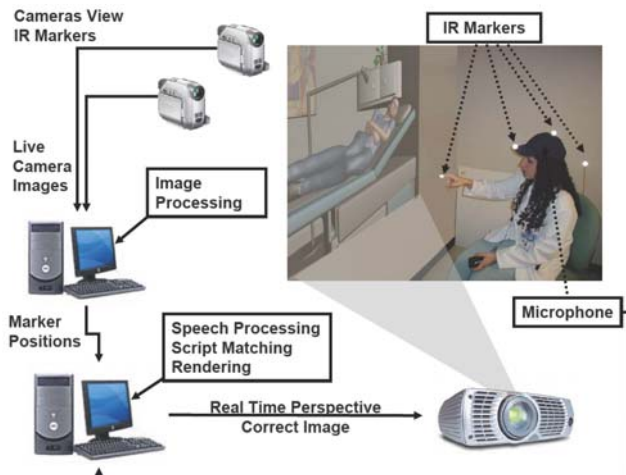 Cameras View
IR Markers
IR Markers
Live
Camera
Images
Image
Processing
Microphone
Marker
Positions
Speech Processing
Script Matching
Rendering
Real Time Perspective
Correct Image